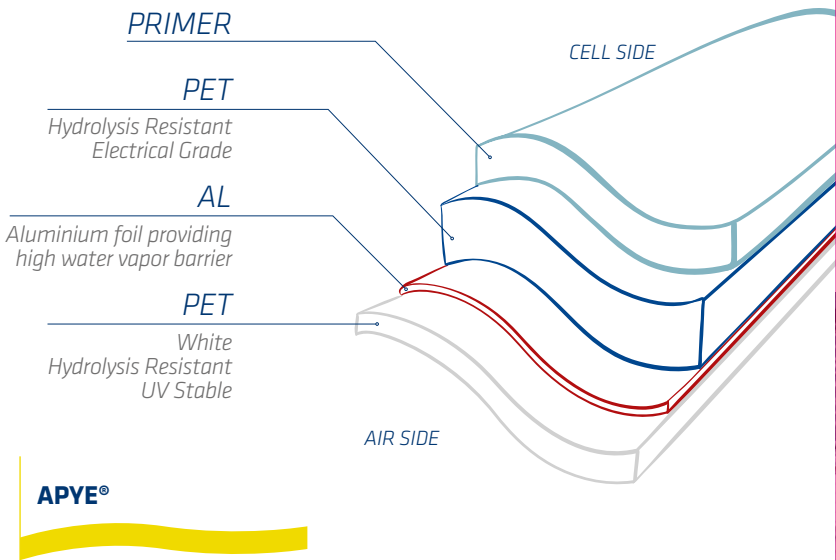 PRIMER
CELL SIDE
PET
Hydrolysis Resistant
Electrical Grade
AL
Aluminium foil providing
high water vapor barrier
PET
White
Hydrolysis Resistant
UV Stable
AIR SIDE
APYE®